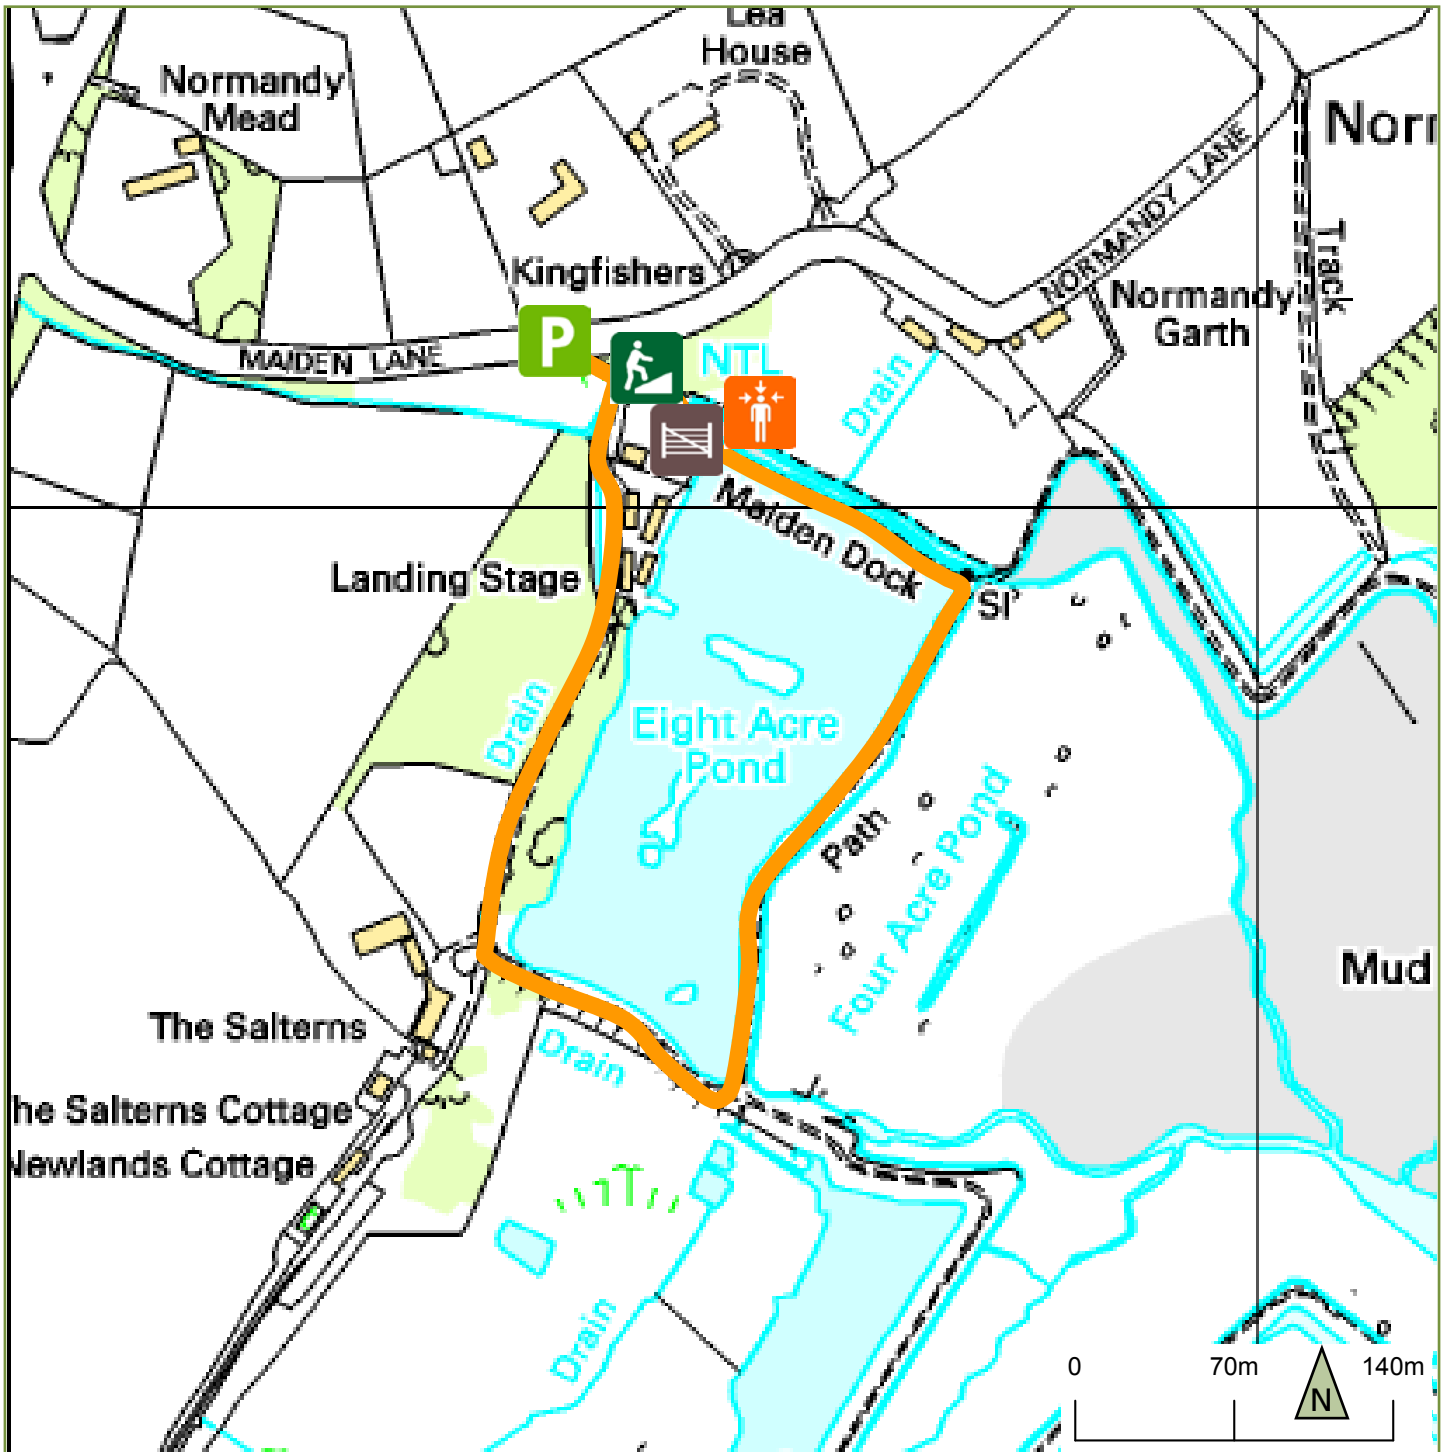 Lea
House
Normandy
Mead
Norr
NORMANDY LANE
Track
Kingfishers
Normandy
Garth
P
MAIDEN LANE
NTL
Drain
Maiden Dock
Landing Stage
Sl
Drain
Eight Acre
Pond
Path
Four Acre Pond
Mud
The Salterns
Drain
he Salterns Cottage
Newlands Cottage
Drain
0
70m
140m
N